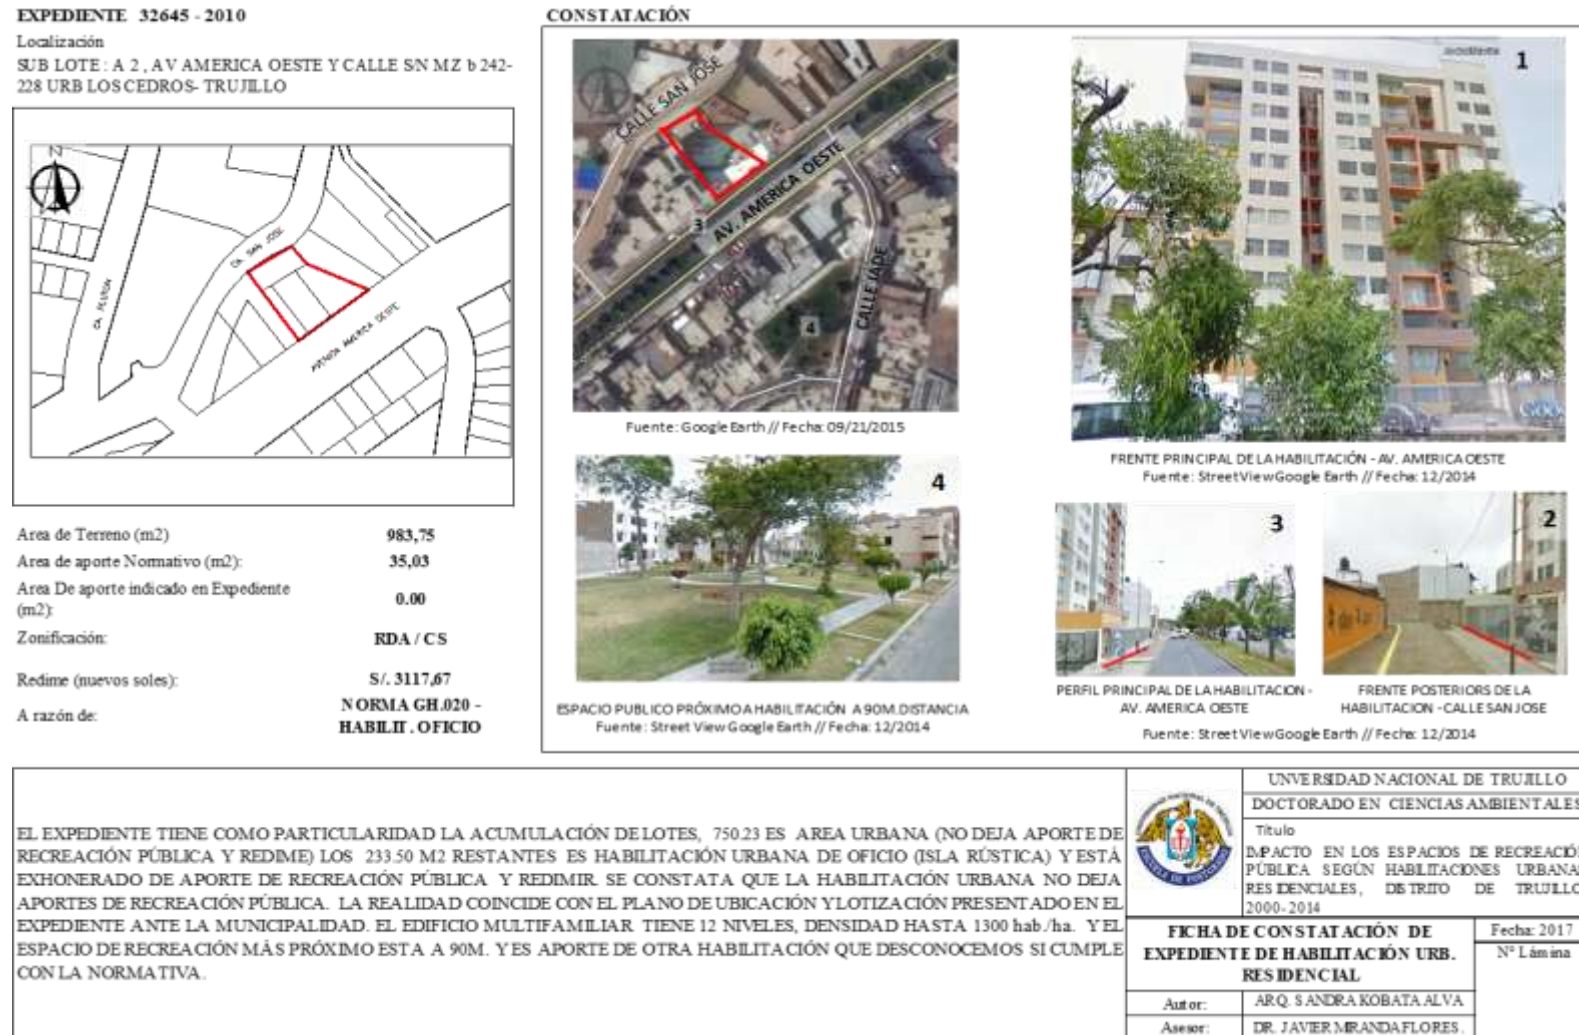 EXPEDIENTE 32645 - 2010
Localización
SUB LOTE : A 2 , AV AMERICA OESTE Y CALLE S/N MZ b 242-
228 URB LOS CEDROS- TRUJILLO
N
CA. SAN JOSE
AVENIDA AMERICA OESTE
Area de Terreno (m2) 983,75
Area de aporte Normativo (m2): 35,03
Area De aporte indicado en Expediente
(m2): 0.00
Zonificación: RDA / CS
Redime (nuevos soles): S/. 3117,67
A razón de: NORMA GH.020 -
HABILIT . OFICIO
CONSTATACIÓN
CALLE SAN JOSE
AV. AMERICA OESTE
CALLE JADE
3
4
Fuente: Google Earth // Fecha: 09/21/2015
1
FRENTE PRINCIPAL DE LA HABILITACIÓN - AV. AMERICA OESTE
Fuente: Street View Google Earth // Fecha: 12/2014
4
ESPACIO PUBLICO PRÓXIMO A HABILITACIÓN A 90M.DISTANCIA
Fuente: Street View Google Earth // Fecha: 12/2014
3
PERFIL PRINCIPAL DE LA HABILITACION -
AV. AMERICA OESTE
2
FRENTE POSTERIORS DE LA
HABILITACION - CALLE SAN JOSE
Fuente: Street View Google Earth // Fecha: 12/2014
EL EXPEDIENTE TIENE COMO PARTICULARIDAD LA ACUMULACIÓN DE LOTES, 750.23 ES AREA URBANA (NO DEJA APORTE DE
RECREACIÓN PÚBLICA Y REDIME) LOS 233.50 M2 RESTANTES ES HABILITACIÓN URBANA DE OFICIO (ISLA RÚSTICA) Y ESTÁ
EXHONERADO DE APORTE DE RECREACIÓN PÚBLICA Y REDIMIR. SE CONSTATA QUE LA HABILITACIÓN URBANA NO DEJA
APORTES DE RECREACIÓN PÚBLICA. LA REALIDAD COINCIDE CON EL PLANO DE UBICACIÓN Y LOTIZACIÓN PRESENTADO EN EL
EXPEDIENTE ANTE LA MUNICIPALIDAD. EL EDIFICIO MULTIFAMILIAR TIENE 12 NIVELES, DENSIDAD HASTA 1300 hab./ha. Y EL
ESPACIO DE RECREACIÓN MÁS PRÓXIMO ESTA A 90M. Y ES APORTE DE OTRA HABILITACIÓN QUE DESCONOCEMOS SI CUMPLE
CON LA NORMATIVA.
UNVERSIDAD NACIONAL DE TRUJILLO
DOCTORADO EN CIENCIAS AMBIENTALES
Título
IMPACTO EN LOS ESPACIOS DE RECREACIÓN
PÚBLICA SEGÚN HABILITACIONES URBANAS
RESIDENCIALES, DISTRITO DE TRUJILLO
2000-2014
FICHA DE CONSTATACIÓN DE
EXPEDIENTE DE HABILITACIÓN URB.
RESIDENCIAL
Fecha: 2017
N° Lámina
Autor: ARQ. SANDRA KOBATA ALVA
Asesor: DR. JAVIER MIRANDA FLORES.